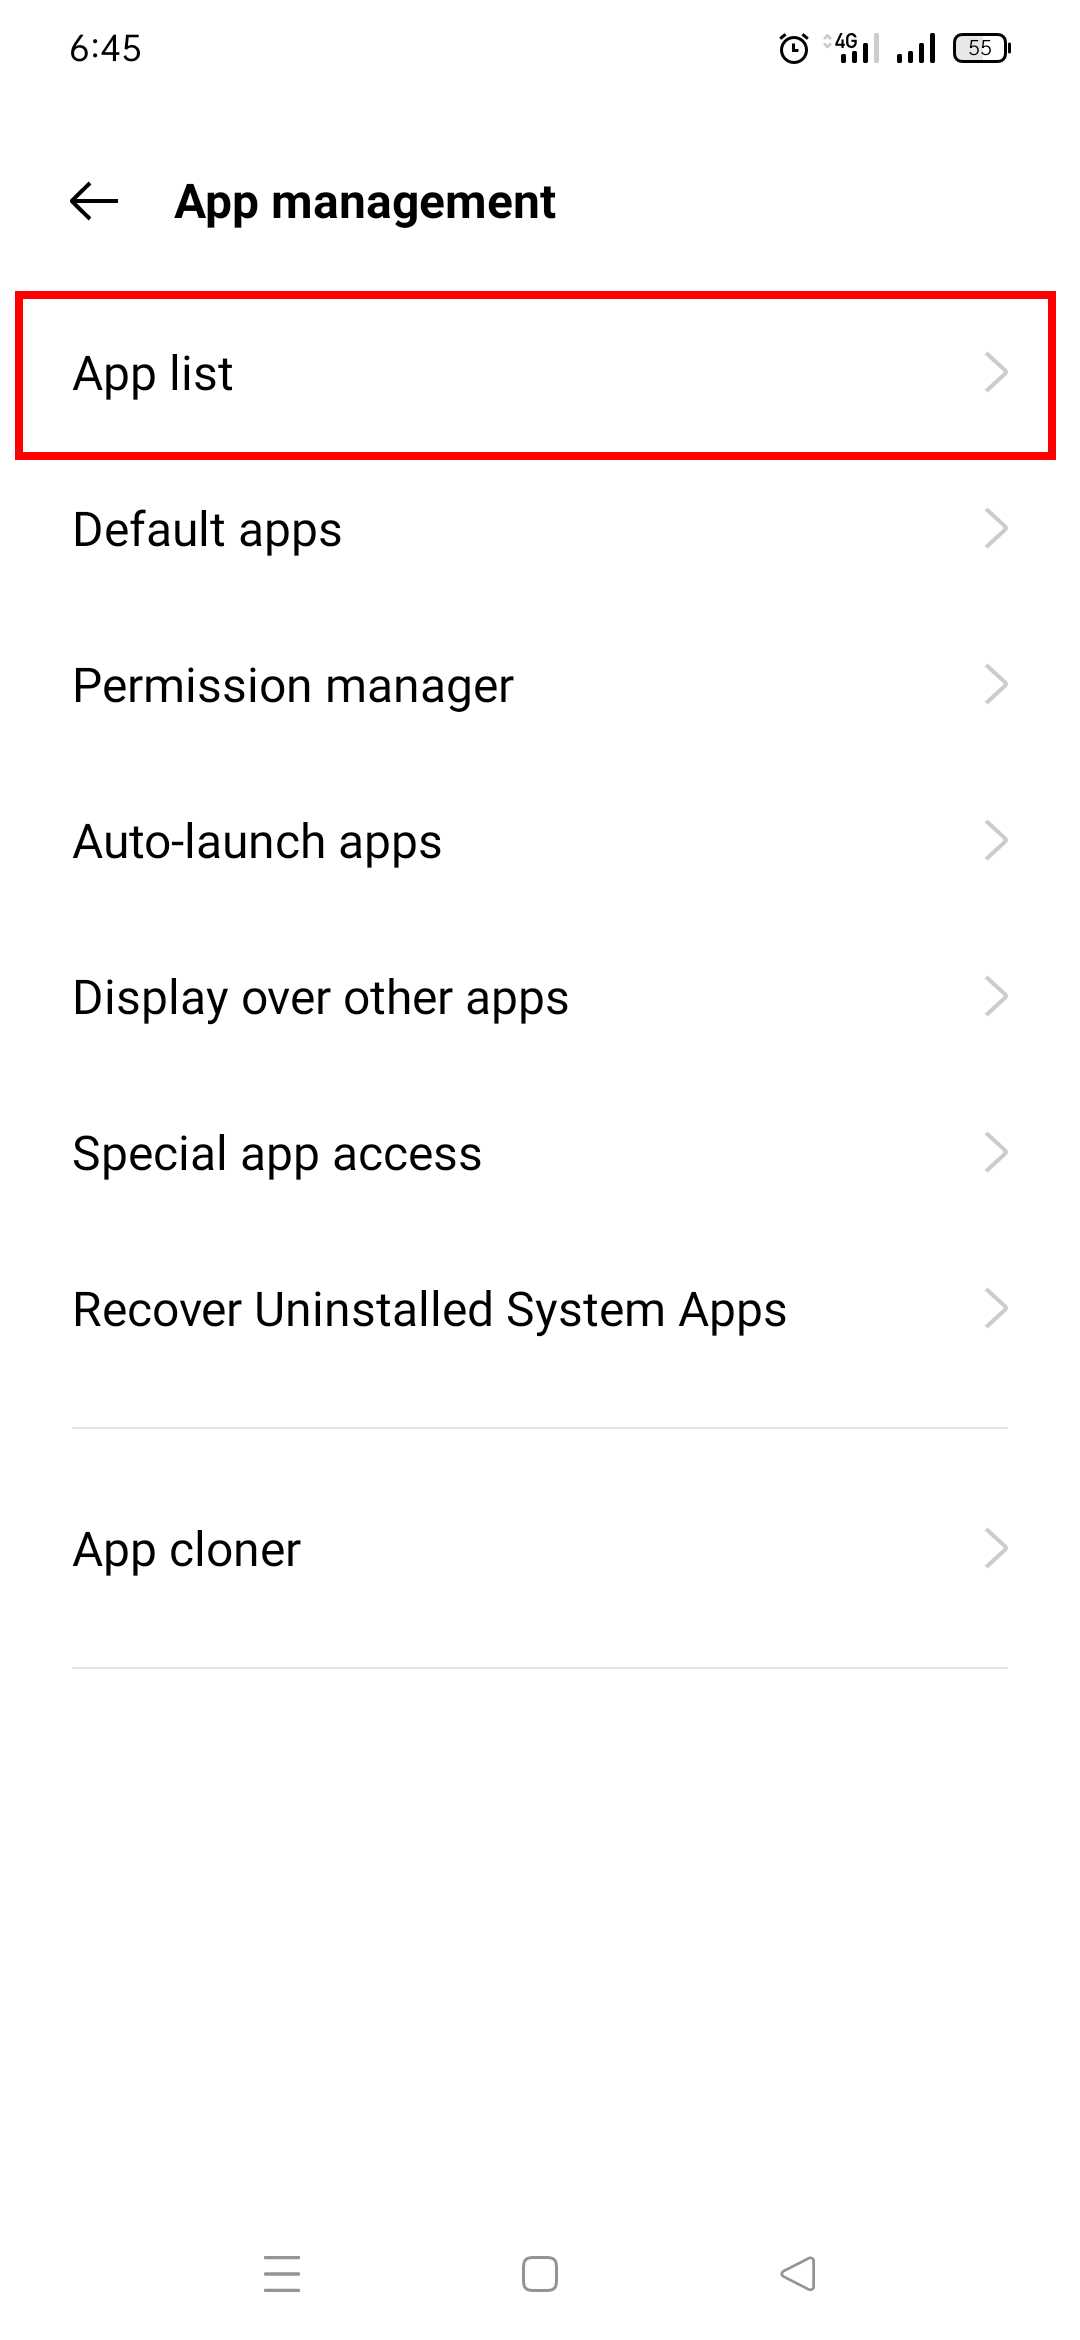 6:45
4G
55
App management
App list
Default apps
Permission manager
Auto-launch apps
Display over other apps
Special app access
Recover Uninstalled System Apps
App cloner